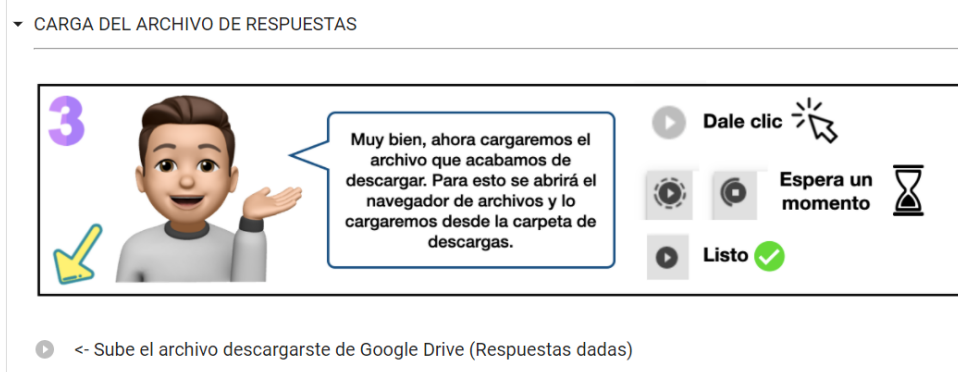 CARGA DEL ARCHIVO DE RESPUESTAS
3
Muy bien, ahora cargaremos el
archivo que acabamos de
descargar. Para esto se abrirá el
navegador de archivos y lo
cargaremos desde la carpeta de
descargas.
Dale clic
Espera un
momento
Listo
<- Sube el archivo descargarste de Google Drive (Respuestas dadas)